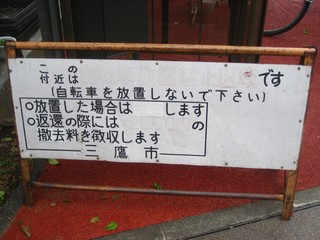 この
付近は です
(自転車を放置しないで下さい)
○放置した場合は します
○返還の際には の
撤去料を徴収します
三鷹市